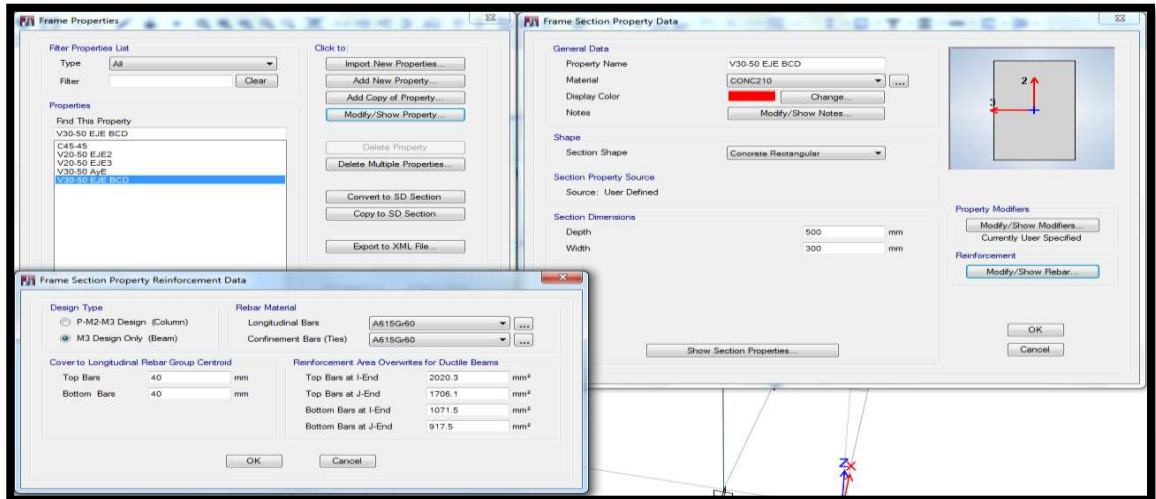 Frame Properties
Filter Properties List
Type All
Filter Clear
Properties
Find This Property
V30-50 EJE BCD
C45-45
V20-50 EJE2
V20-50 EJE3
V30-50 AyE
V30-50 EJE BCD
Click to:
Import New Properties...
Add New Property...
Add Copy of Property...
Modify/Show Property...
Delete Property
Delete Multiple Properties...
Convert to SD Section
Copy to SD Section
Export to XML File...
Frame Section Property Data
General Data
Property Name V30-50 EJE BCD
Material CONC210 ...
Display Color Change...
Notes Modify/Show Notes...
Shape
Section Shape Concrete Rectangular
Section Property Source
Source: User Defined
Section Dimensions
Depth 500 mm
Width 300 mm
Show Section Properties...
2
3
Property Modifiers
Modify/Show Modifiers...
Currently User Specified
Reinforcement
Modify/Show Rebar...
OK
Cancel
Frame Section Property Reinforcement Data
Design Type
P-M2-M3 Design (Column)
M3 Design Only (Beam)
Rebar Material
Longitudinal Bars A615Gr60 ...
Confinement Bars (Ties) A615Gr60 ...
Cover to Longitudinal Rebar Group Centroid
Top Bars 40 mm
Bottom Bars 40 mm
Reinforcement Area Overwrites for Ductile Beams
Top Bars at I-End 2020.3 mm²
Top Bars at J-End 1706.1 mm²
Bottom Bars at I-End 1071.5 mm²
Bottom Bars at J-End 917.5 mm²
OK Cancel
Z X